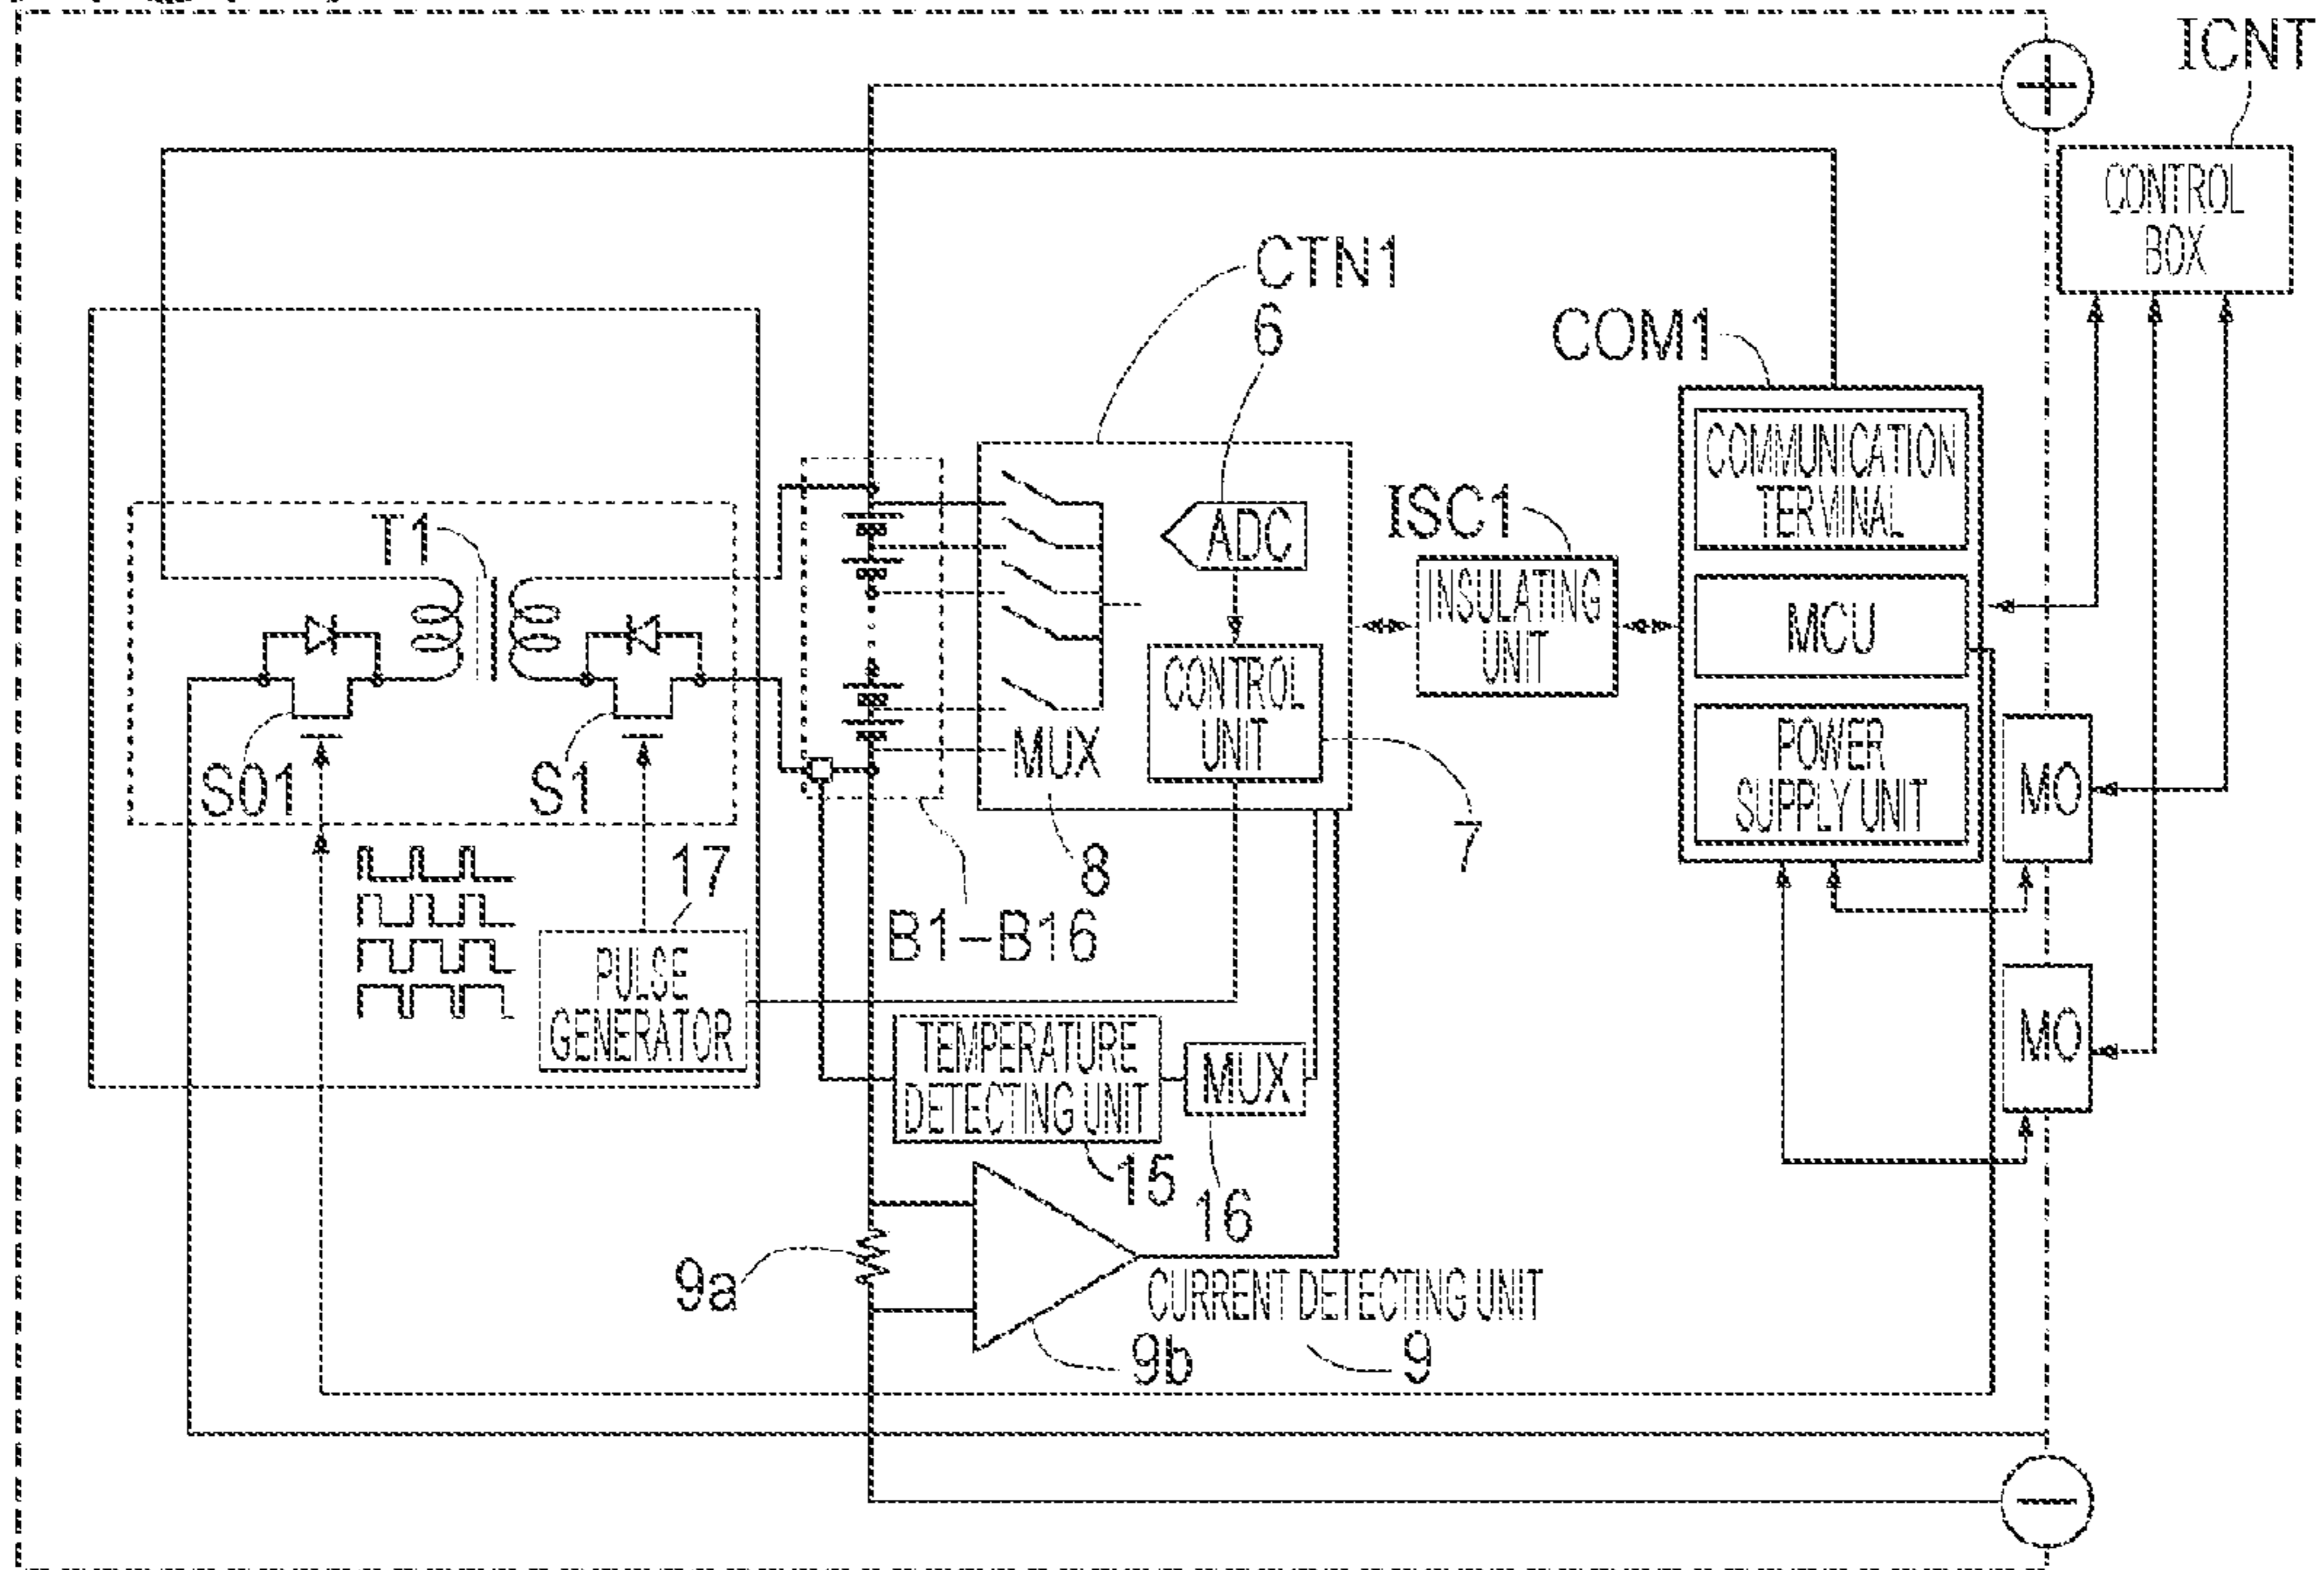 ICNT
+
CONTROL
BOX
CTN1
6
COM1
COMMUNICATION
TERMINAL
T1
ADC
ISC1
INSULATING
UNIT
MCU
CONTROL
UNIT
POWER
SUPPLY UNIT
MO
S01
S1
MUX
8
7
17
B1-B16
PULSE
GENERATOR
TEMPERATURE
DETECTING UNIT
MUX
MO
15
16
9a
CURRENT DETECTING UNIT
9b
9
−